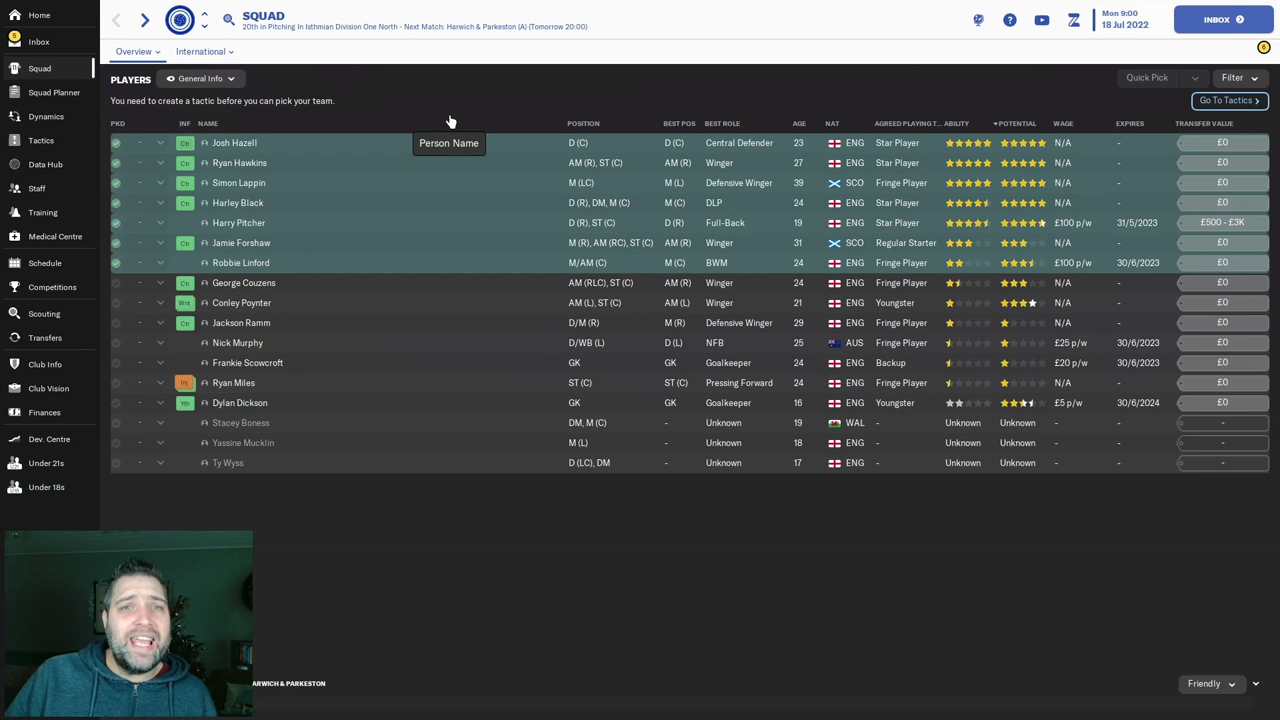 SQUAD
20th in Pitching In Isthmian Division One North - Next Match: Harwich & Parkeston (A) (Tomorrow 20:00)
Mon 9:00
18 Jul 2022
INBOX
Home
5
Inbox
Squad
Squad Planner
Dynamics
Tactics
Data Hub
Staff
Training
Medical Centre
Schedule
Competitions
Scouting
Transfers
Club Info
Club Vision
Finances
Dev. Centre
Under 21s
Under 18s
Overview International
6
PLAYERS General Info Quick Pick Filter
You need to create a tactic before you can pick your team. Go To Tactics
PKD INF NAME POSITION BEST POS BEST ROLE AGE NAT AGREED PLAYING T... ABILITY POTENTIAL WAGE EXPIRES TRANSFER VALUE
Person Name
- Ctr Josh Hazell D (C) D (C) Central Defender 23 ENG Star Player N/A - £0
- Ctr Ryan Hawkins AM (R), ST (C) AM (R) Winger 27 ENG Star Player N/A - £0
- Ctr Simon Lappin M (LC) M (L) Defensive Winger 39 SCO Fringe Player N/A - £0
- Ctr Harley Black D (R), DM, M (C) M (C) DLP 24 ENG Star Player N/A - £0
- Harry Pitcher D (R), ST (C) D (R) Full-Back 19 ENG Star Player £100 p/w 31/5/2023 £500 - £3K
- Ctr Jamie Forshaw M (R), AM (RC), ST (C) AM (R) Winger 31 SCO Regular Starter N/A - £0
- Robbie Linford M/AM (C) M (C) BWM 24 ENG Fringe Player £100 p/w 30/6/2023 £0
- Ctr George Couzens AM (RLC), ST (C) AM (R) Winger 24 ENG Fringe Player N/A - £0
- Wnt Conley Poynter AM (L), ST (C) AM (L) Winger 21 ENG Youngster N/A - £0
- Ctr Jackson Ramm D/M (R) M (R) Defensive Winger 29 ENG Fringe Player N/A - £0
- Nick Murphy D/WB (L) D (L) NFB 25 AUS Fringe Player £25 p/w 30/6/2023 £0
- Frankie Scowcroft GK GK Goalkeeper 24 ENG Backup £20 p/w 30/6/2023 £0
- Inj Ryan Miles ST (C) ST (C) Pressing Forward 24 ENG Fringe Player N/A - £0
- Yth Dylan Dickson GK GK Goalkeeper 16 ENG Youngster £5 p/w 30/6/2024 £0
- Stacey Boness DM, M (C) - Unknown 19 WAL - Unknown Unknown - - -
- Yassine Mucklin M (L) - Unknown 18 ENG - Unknown Unknown - - -
- Ty Wyss D (LC), DM - Unknown 17 ENG - Unknown Unknown - - -
ARWICH & PARKESTON Friendly